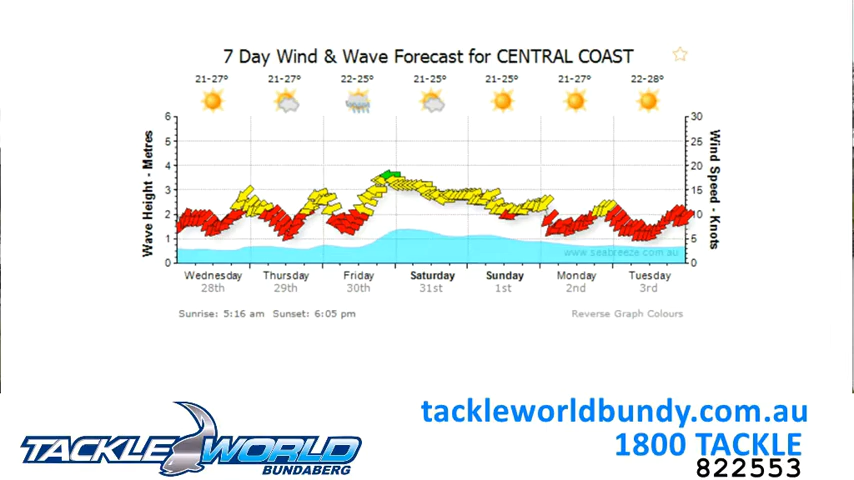 7 Day Wind & Wave Forecast for CENTRAL COAST
21-27° 21-27° 22-25° 21-25° 21-25° 21-27° 22-28°
Wave Height - Metres
6
5
4
3
2
1
0
30
25
20
15
10
5
0
Wind Speed - Knots
www.seabreeze.com.au
Wednesday Thursday Friday Saturday Sunday Monday Tuesday
28th 29th 30th 31st 1st 2nd 3rd
Sunrise: 5:16 am Sunset: 6:05 pm
Reverse Graph Colours
TACKLE WORLD
BUNDABERG
tackleworldbundy.com.au
1800 TACKLE
822553